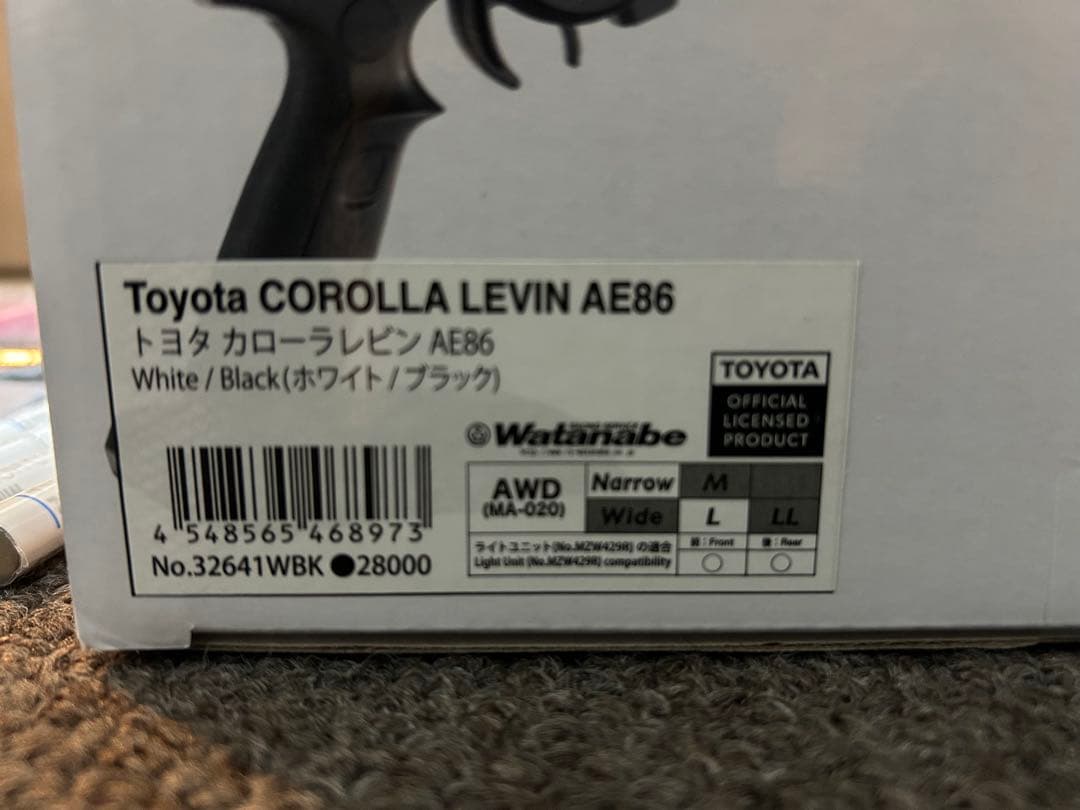 Toyota COROLLA LEVIN AE86
トヨタ カローラレビン AE86
White / Black(ホワイト / ブラック)
TOYOTA
OFFICIAL
LICENSED
PRODUCT
Watanabe
4 548565 468973
No.32641WBK ●28000
AWD
(MA-020)
Narrow M
Wide L LL
ライトユニット(No.MZW429R) の適合
Light Unit (No.MZW429R) compatibility
前：Front 後：Rear
○ ○